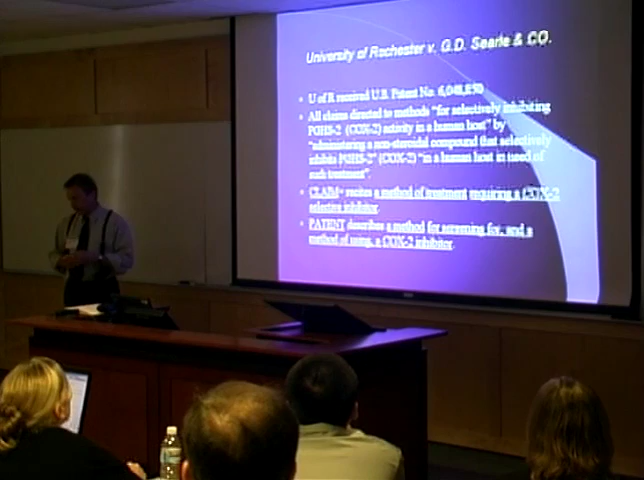 University of Rochester v. G.D. Searle & CO.
U of R received U.S. Patent No. 6,048,850
All claims directed to methods "for selectively inhibiting
PGHS-2 (COX-2) activity in a human host" by
"administering a non-steroidal compound that selectively
inhibits PGHS-2" (COX-2) "in a human host in need of
such treatment".
CLAIM= recites a method of treatment requiring a COX-2
selective inhibitor.
PATENT describes a method for screening for, and a
method of using, a COX-2 inhibitor.